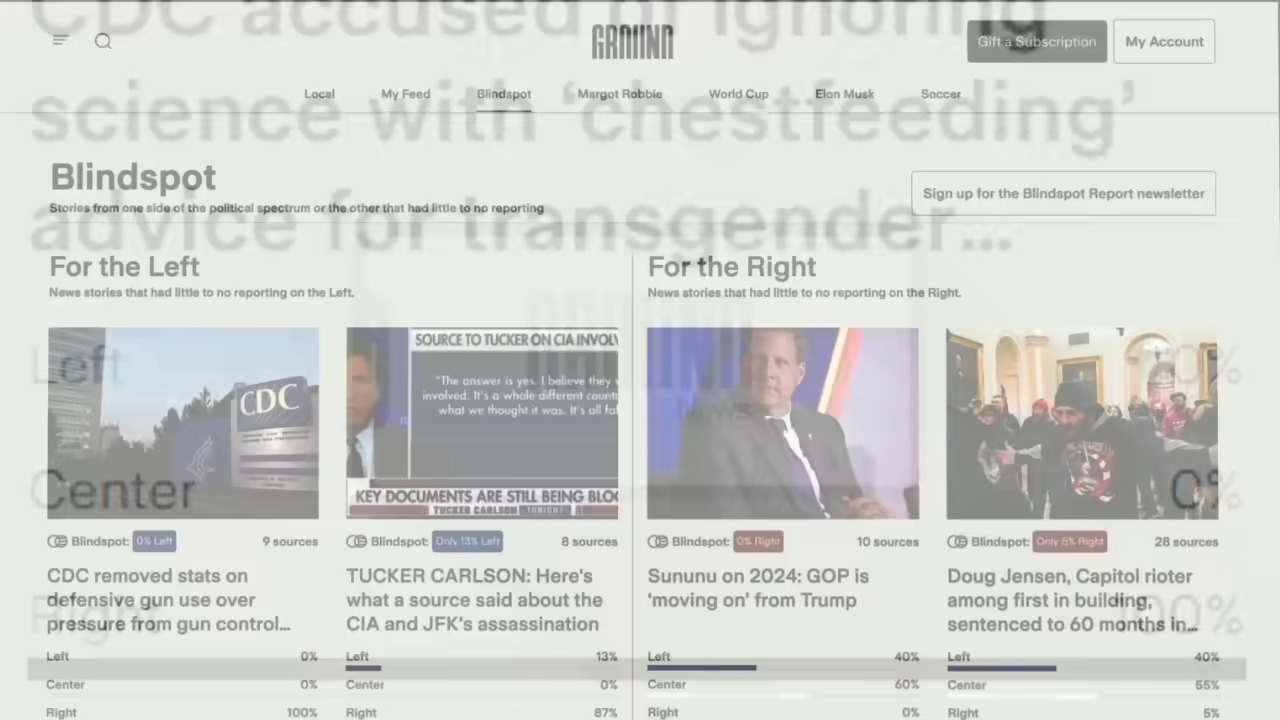 CDC accused of ignoring
science with ‘chestfeeding’
advice for transgender...
Left
0%
Center
0%
Right
100%
GROUND
Gift a Subscription
My Account
Local
My Feed
Blindspot
Margot Robbie
World Cup
Elon Musk
Soccer
Blindspot
Stories from one side of the political spectrum or the other that had little to no reporting
Sign up for the Blindspot Report newsletter
For the Left
News stories that had little to no reporting on the Left.
CDC
Blindspot: 0% Left
9 sources
CDC removed stats on
defensive gun use over
pressure from gun control...
Left 0%
Center 0%
Right 100%
SOURCE TO TUCKER ON CIA INVOLV
"The answer is yes. I believe they
involved. It's a whole different count
what we thought it was. It's all fa
KEY DOCUMENTS ARE STILL BEING BLOC
TUCKER CARLSON TONIGHT
Blindspot: Only 13% Left
8 sources
TUCKER CARLSON: Here's
what a source said about the
CIA and JFK's assassination
Left 13%
Center 0%
Right 87%
For the Right
News stories that had little to no reporting on the Right.
Blindspot: 0% Right
10 sources
Sununu on 2024: GOP is
‘moving on’ from Trump
Left 40%
Center 60%
Right 0%
Blindspot: Only 5% Right
28 sources
Doug Jensen, Capitol rioter
among first in building,
sentenced to 60 months in...
Left 40%
Center 55%
Right 5%